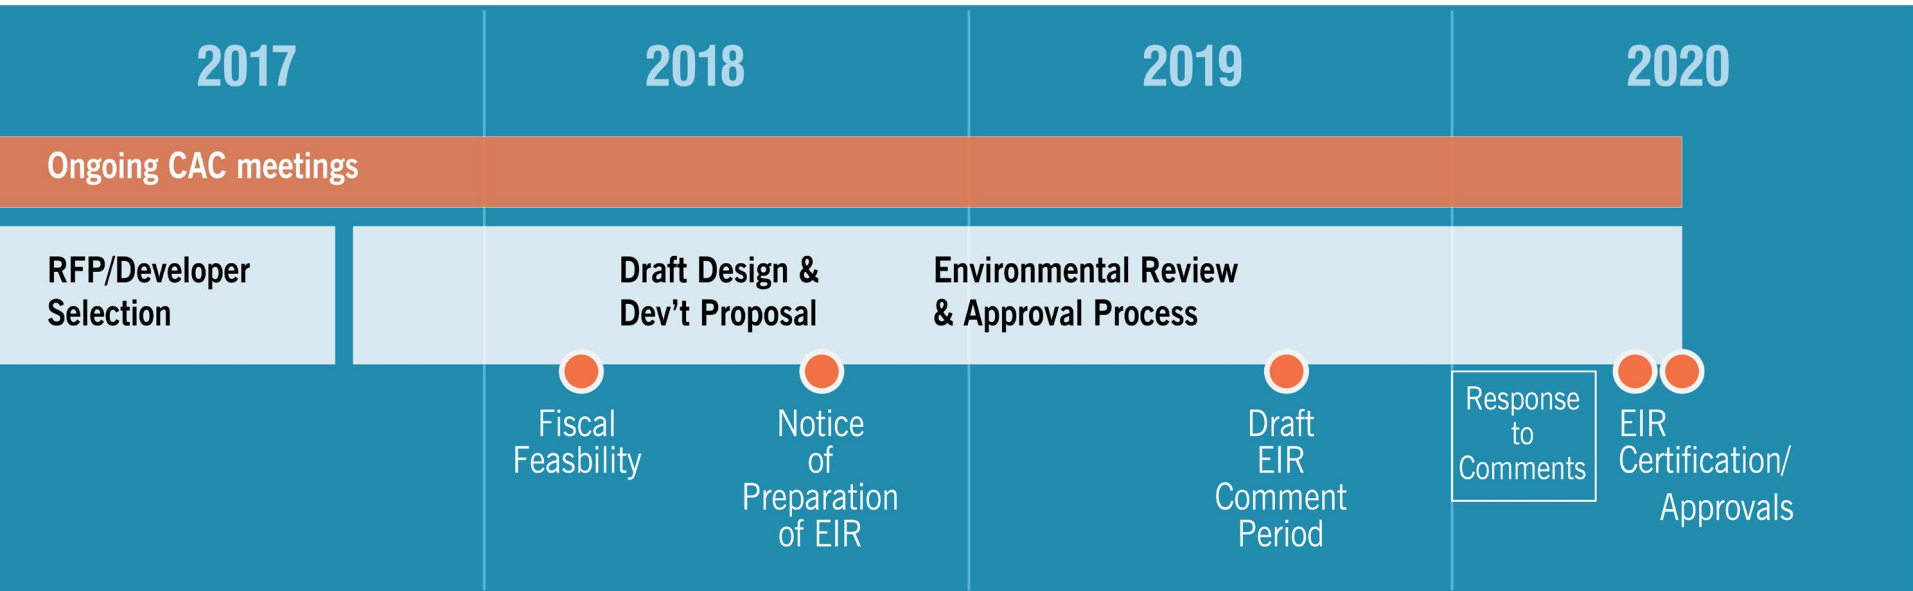 2017
2018
2019
2020
Ongoing CAC meetings
RFP/Developer
Selection
Draft Design &
Dev't Proposal
Environmental Review
& Approval Process
Fiscal
Feasbility
Notice
of
Preparation
of EIR
Draft
EIR
Comment
Period
Response
to
Comments
EIR
Certification/
Approvals